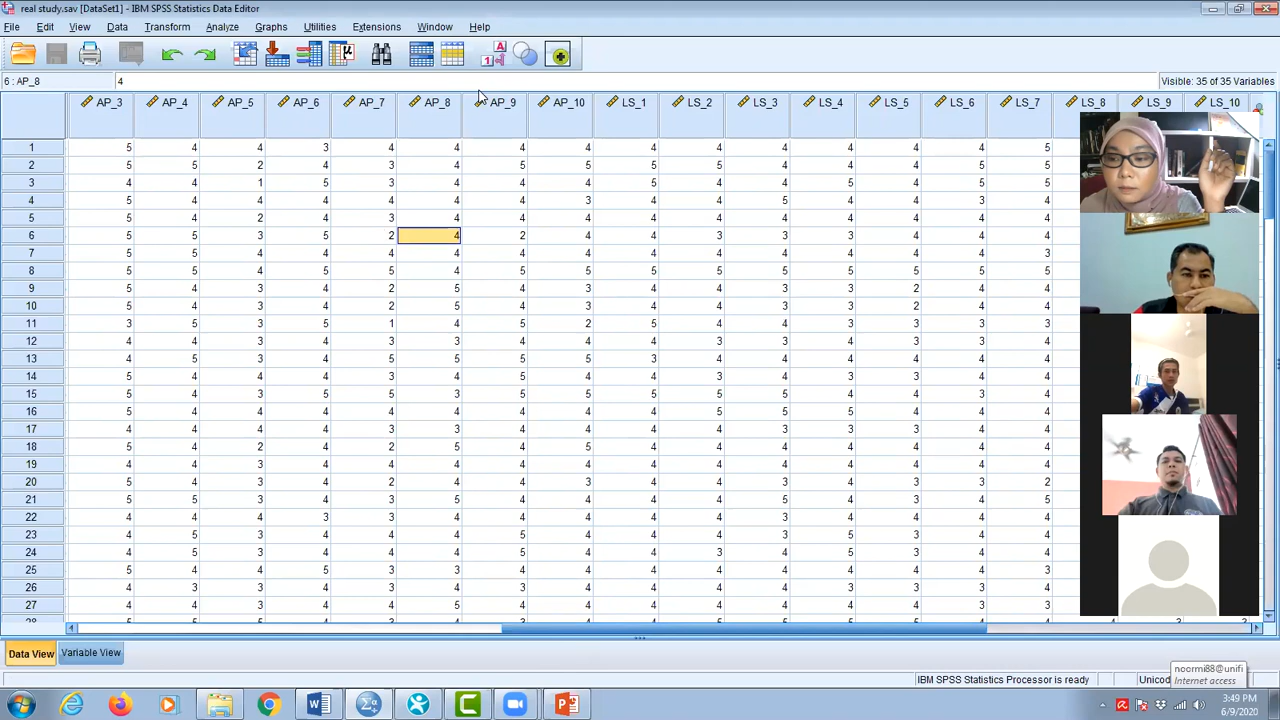 real study.sav [DataSet1] - IBM SPSS Statistics Data Editor
File Edit View Data Transform Analyze Graphs Utilities Extensions Window Help
6 : AP_8 4 Visible: 35 of 35 Variables
AP_3 AP_4 AP_5 AP_6 AP_7 AP_8 AP_9 AP_10 LS_1 LS_2 LS_3 LS_4 LS_5 LS_6 LS_7 LS_8 LS_9 LS_10
1 5 4 4 3 4 4 4 4 4 4 4 4 4 4 5
2 5 5 2 4 3 4 5 5 5 5 4 4 4 5 5
3 4 4 1 5 3 4 4 4 5 4 4 5 4 5 5
4 5 4 4 4 4 4 4 3 4 4 5 4 4 3 4
5 5 4 2 4 3 4 4 4 4 4 4 4 4 4 4
6 5 5 3 5 2 4 2 4 4 3 3 3 4 4 4
7 5 5 4 4 4 4 4 4 4 4 4 4 4 4 3
8 5 5 4 5 5 4 5 5 5 5 5 5 5 5 5
9 5 4 3 4 2 5 4 3 4 4 3 3 2 4 4
10 5 4 3 4 2 5 4 3 4 4 3 3 2 4 4
11 3 5 3 5 1 4 5 2 5 4 4 3 3 3 3
12 4 4 3 4 3 4 4 4 4 3 3 4 3 4 4
13 4 5 3 4 5 5 5 5 3 4 4 4 4 4 4
14 5 4 4 4 3 4 5 4 4 3 4 3 3 4 4
15 5 4 3 5 5 3 5 5 5 5 5 4 4 3 4
16 4 4 4 4 4 4 4 4 4 5 5 5 4 4 4
17 4 4 4 4 3 3 4 4 4 4 3 4 3 4 4
18 5 4 2 4 2 5 4 5 4 4 4 4 4 4 4
19 4 4 3 4 4 4 4 4 4 4 4 4 4 4 4
20 5 4 3 4 2 4 4 3 4 4 4 4 3 3 2
21 5 4 3 4 3 5 4 4 4 4 5 4 5 4 5
22 4 4 4 3 3 4 4 4 4 4 3 4 4 4 4
23 4 4 3 4 4 4 5 4 4 4 3 5 3 4 4
24 4 5 3 4 4 4 5 4 4 3 4 4 3 4 4
25 5 4 4 5 3 3 4 4 4 4 4 4 4 4 3
26 4 3 3 4 4 4 3 4 4 4 4 3 3 4 4
27 4 4 3 4 4 5 4 4 4 4 4 4 4 3 3
Data View Variable View
noormi88@unifi
Internet access
IBM SPSS Statistics Processor is ready
3:49 PM
6/9/2020